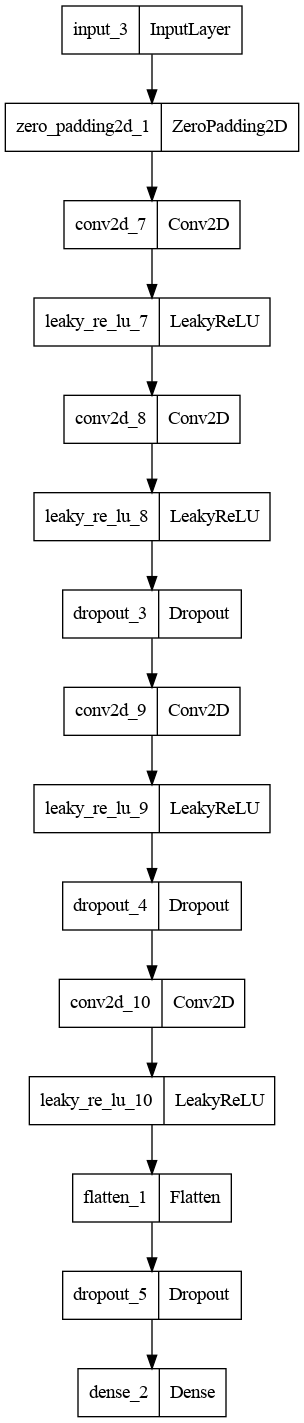 input_3 InputLayer
zero_padding2d_1 ZeroPadding2D
conv2d_7 Conv2D
leaky_re_lu_7 LeakyReLU
conv2d_8 Conv2D
leaky_re_lu_8 LeakyReLU
dropout_3 Dropout
conv2d_9 Conv2D
leaky_re_lu_9 LeakyReLU
dropout_4 Dropout
conv2d_10 Conv2D
leaky_re_lu_10 LeakyReLU
flatten_1 Flatten
dropout_5 Dropout
dense_2 Dense